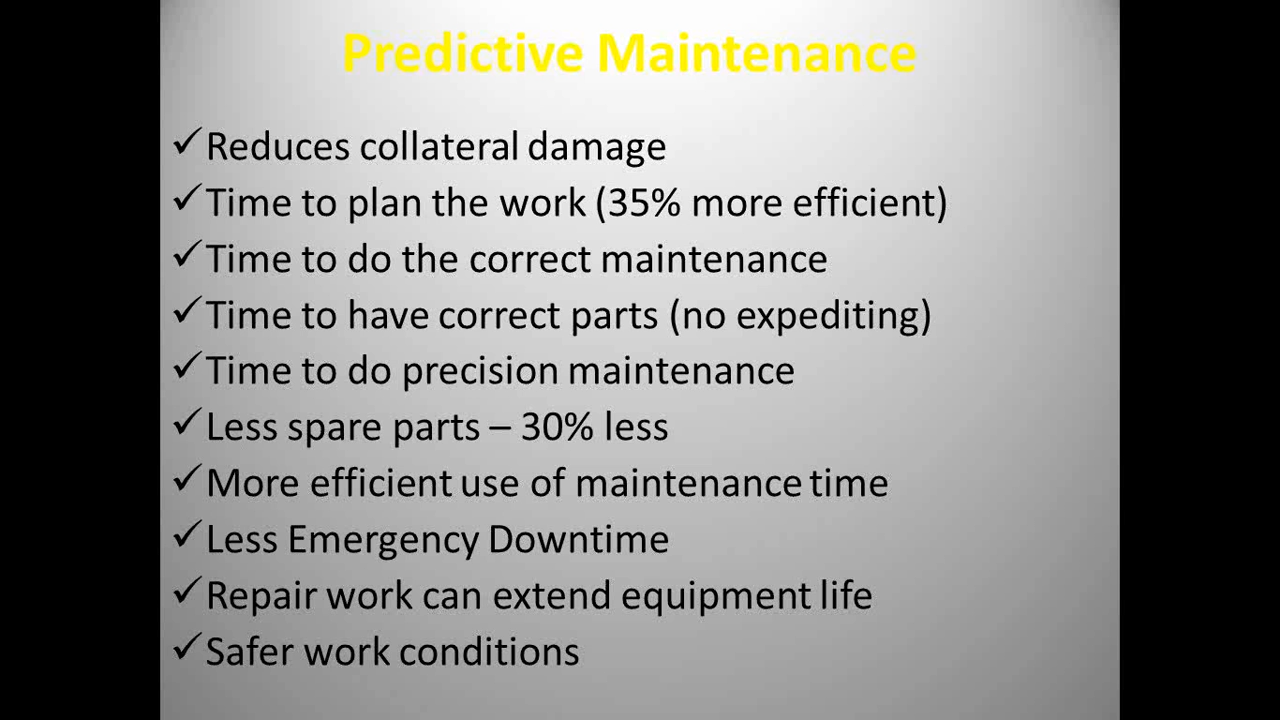 Predictive Maintenance
✓Reduces collateral damage
✓Time to plan the work (35% more efficient)
✓Time to do the correct maintenance
✓Time to have correct parts (no expediting)
✓Time to do precision maintenance
✓Less spare parts – 30% less
✓More efficient use of maintenance time
✓Less Emergency Downtime
✓Repair work can extend equipment life
✓Safer work conditions